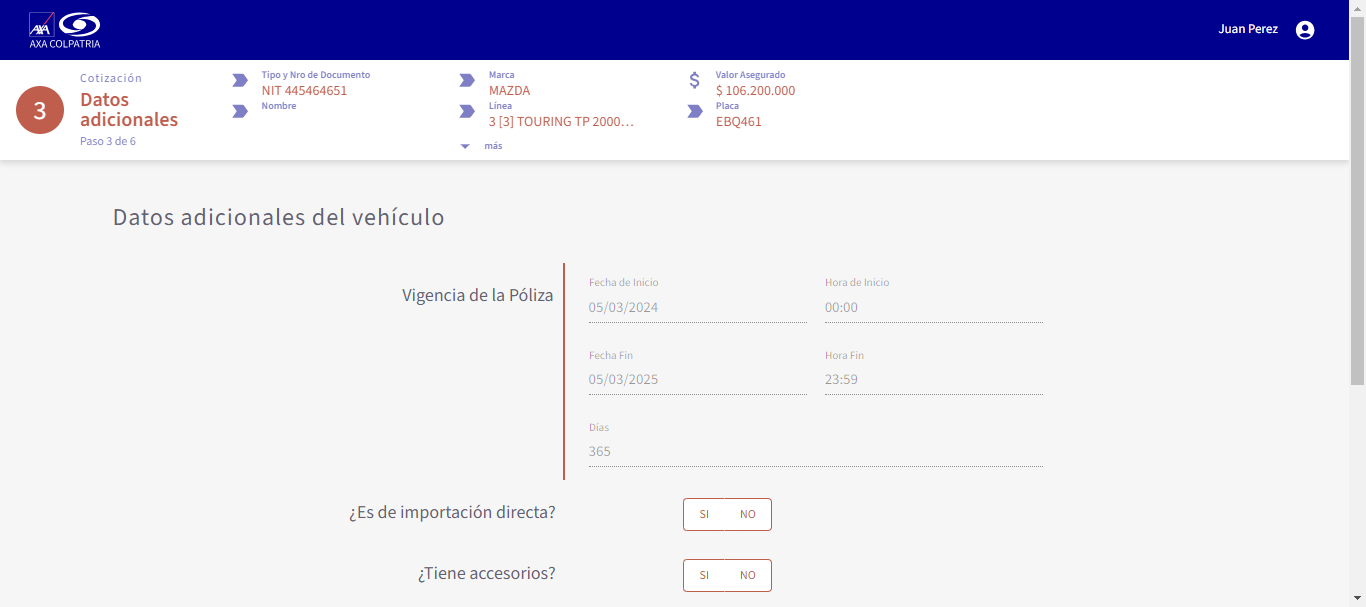 AXA
AXA COLPATRIA
Juan Perez
3
Cotización
Datos
adicionales
Paso 3 de 6
Tipo y Nro de Documento
NIT 445464651
Nombre
Marca
MAZDA
Línea
3 [3] TOURING TP 2000…
más
$
Valor Asegurado
$ 106.200.000
Placa
EBQ461
Datos adicionales del vehículo
Vigencia de la Póliza
Fecha de Inicio
05/03/2024
Hora de Inicio
00:00
Fecha Fin
05/03/2025
Hora Fin
23:59
Días
365
¿Es de importación directa?
SI NO
¿Tiene accesorios?
SI NO